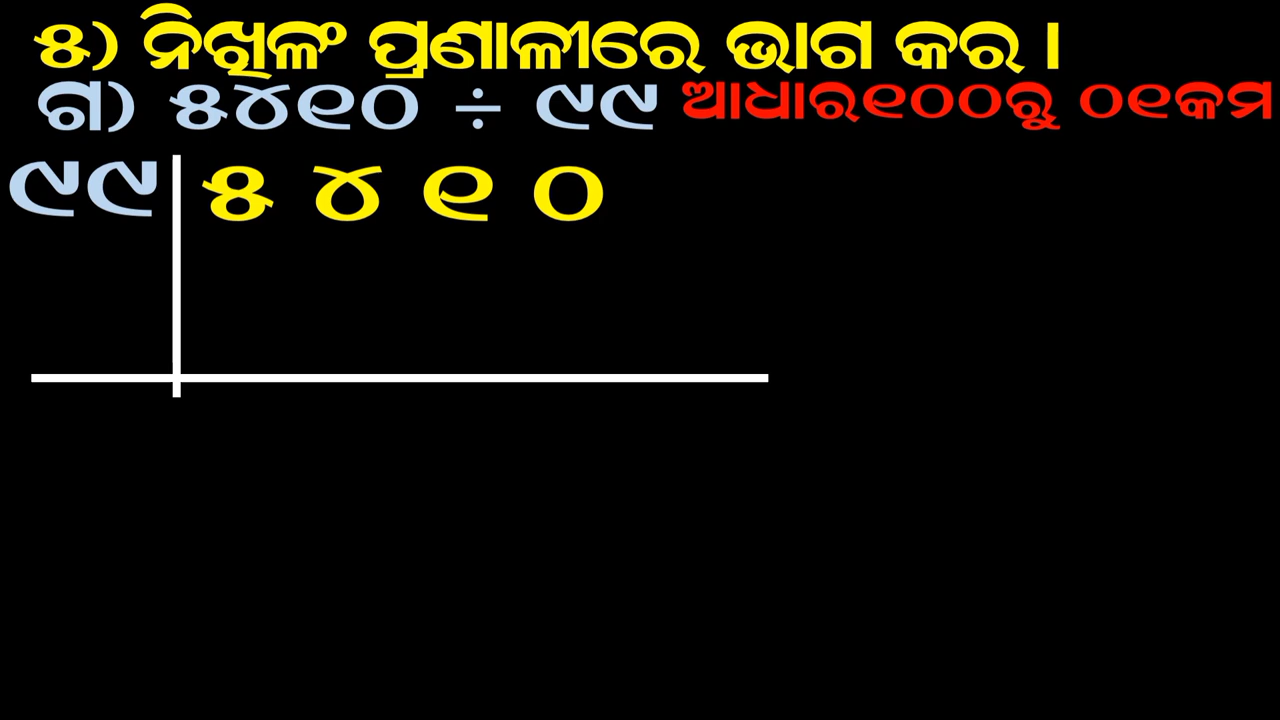 ୫) ନିଖିଳଂ ପ୍ରଣାଳୀରେ ଭାଗ କର ।
ଗ) ୫୪୧୦ ÷ ୯୯ ଆଧାର୧୦୦ରୁ ୦୧କମ
୯୯ ୫ ୪ ୧ ୦